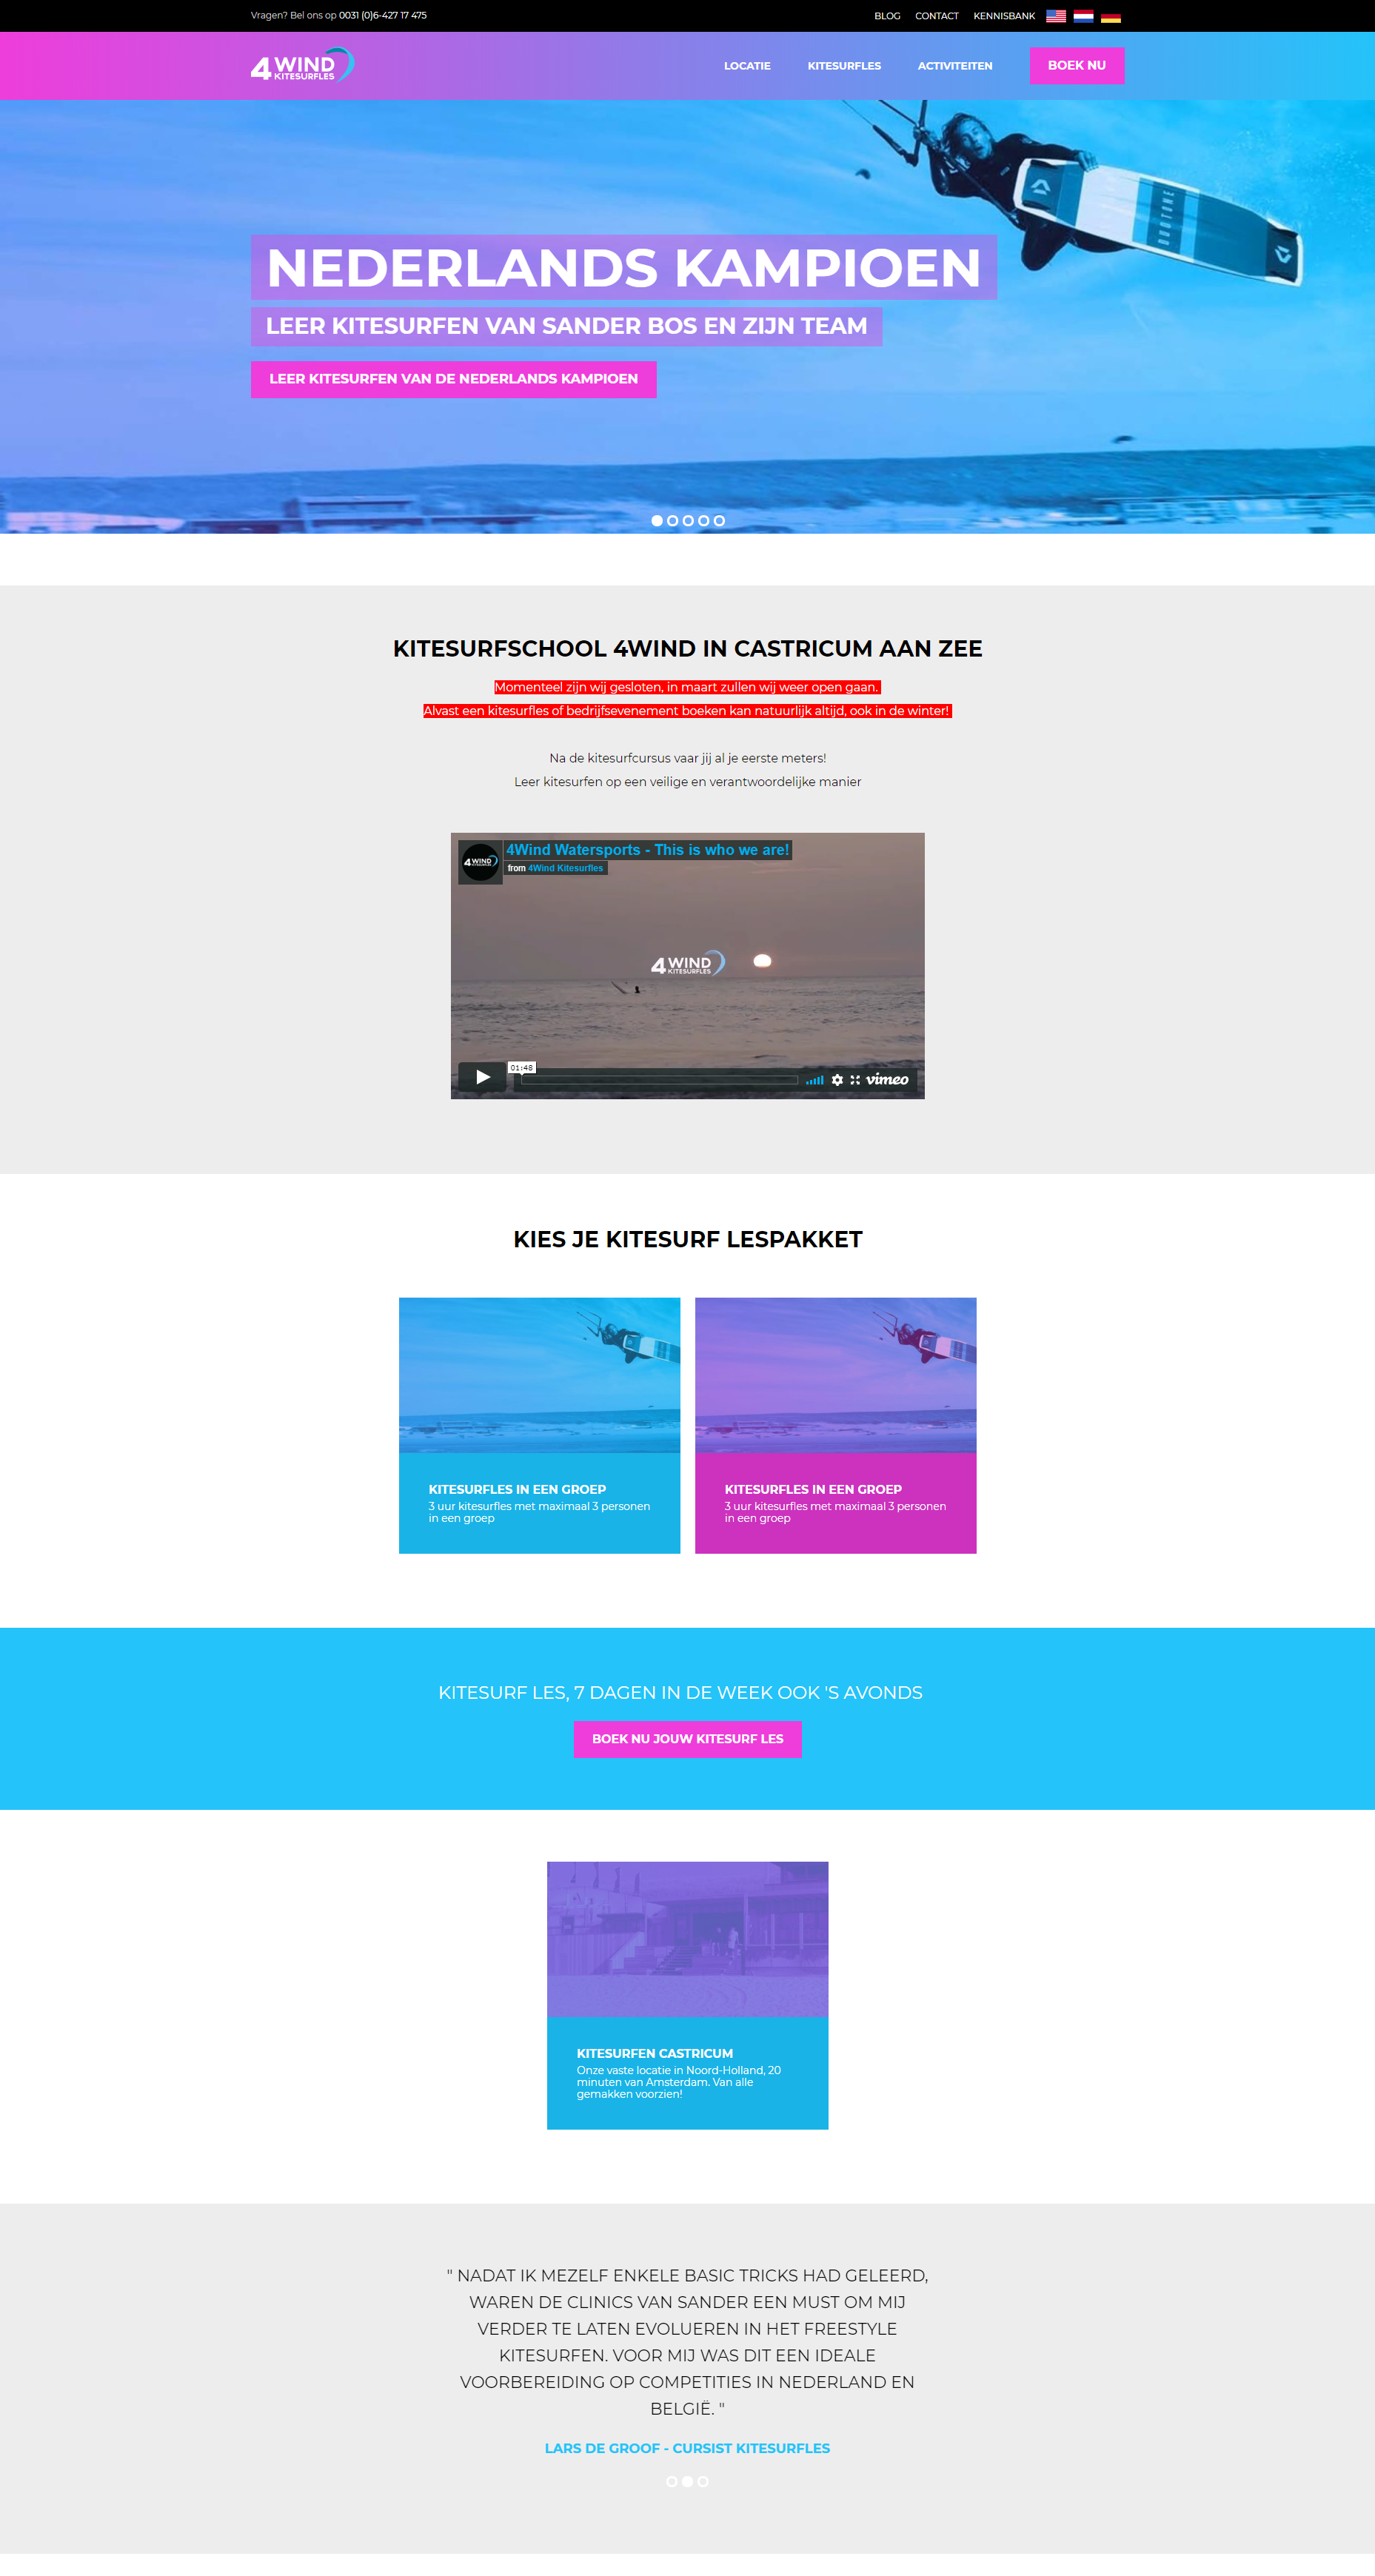 Vragen? Bel ons op 0031 (0)6-427 17 475
BLOG CONTACT KENNISBANK
4WIND
KITESURFLES
LOCATIE KITESURFLES ACTIVITEITEN BOEK NU
DUOTONE
NEDERLANDS KAMPIOEN
LEER KITESURFEN VAN SANDER BOS EN ZIJN TEAM
LEER KITESURFEN VAN DE NEDERLANDS KAMPIOEN
KITESURFSCHOOL 4WIND IN CASTRICUM AAN ZEE
Momenteel zijn wij gesloten, in maart zullen wij weer open gaan.
Alvast een kitesurfles of bedrijfsevenement boeken kan natuurlijk altijd, ook in de winter!
Na de kitesurfcursus vaar jij al je eerste meters!
Leer kitesurfen op een veilige en verantwoordelijke manier
4WIND
4Wind Watersports - This is who we are!
from 4Wind Kitesurfles
4WIND
KITESURFLES
01:48
vimeo
KIES JE KITESURF LESPAKKET
KITESURFLES IN EEN GROEP
3 uur kitesurfles met maximaal 3 personen
in een groep
KITESURFLES IN EEN GROEP
3 uur kitesurfles met maximaal 3 personen
in een groep
KITESURF LES, 7 DAGEN IN DE WEEK OOK 'S AVONDS
BOEK NU JOUW KITESURF LES
KITESURFEN CASTRICUM
Onze vaste locatie in Noord-Holland, 20
minuten van Amsterdam. Van alle
gemakken voorzien!
" NADAT IK MEZELF ENKELE BASIC TRICKS HAD GELEERD,
WAREN DE CLINICS VAN SANDER EEN MUST OM MIJ
VERDER TE LATEN EVOLUEREN IN HET FREESTYLE
KITESURFEN. VOOR MIJ WAS DIT EEN IDEALE
VOORBEREIDING OP COMPETITIES IN NEDERLAND EN
BELGIË. "
LARS DE GROOF - CURSIST KITESURFLES